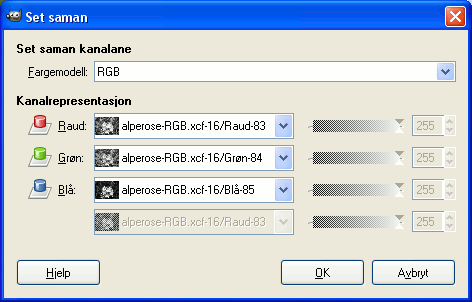 Set saman
Set saman kanalane
Fargemodell: RGB
Kanalrepresentasjon
Raud: alperose-RGB.xcf-16/Raud-83 255
Grøn: alperose-RGB.xcf-16/Grøn-84 255
Blå: alperose-RGB.xcf-16/Blå-85 255
alperose-RGB.xcf-16/Raud-83 255
Hjelp OK Avbryt